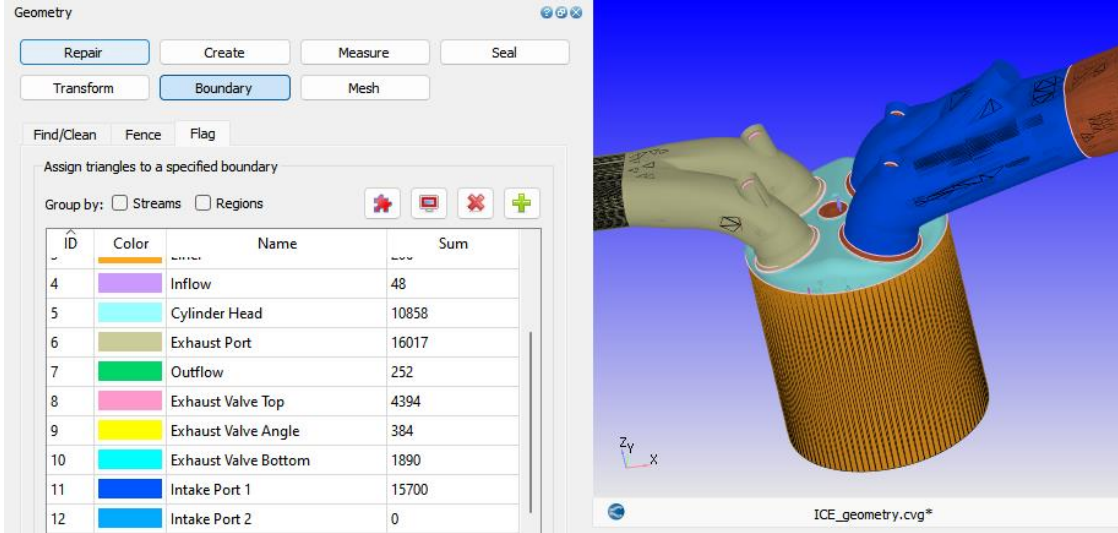 Geometry
Repair Create Measure Seal
Transform Boundary Mesh
Find/Clean Fence Flag
Assign triangles to a specified boundary
Group by: Streams Regions
ID Color Name Sum
4 Inflow 48
5 Cylinder Head 10858
6 Exhaust Port 16017
7 Outflow 252
8 Exhaust Valve Top 4394
9 Exhaust Valve Angle 384
10 Exhaust Valve Bottom 1890
11 Intake Port 1 15700
12 Intake Port 2 0
Z Y X
ICE_geometry.cvg*